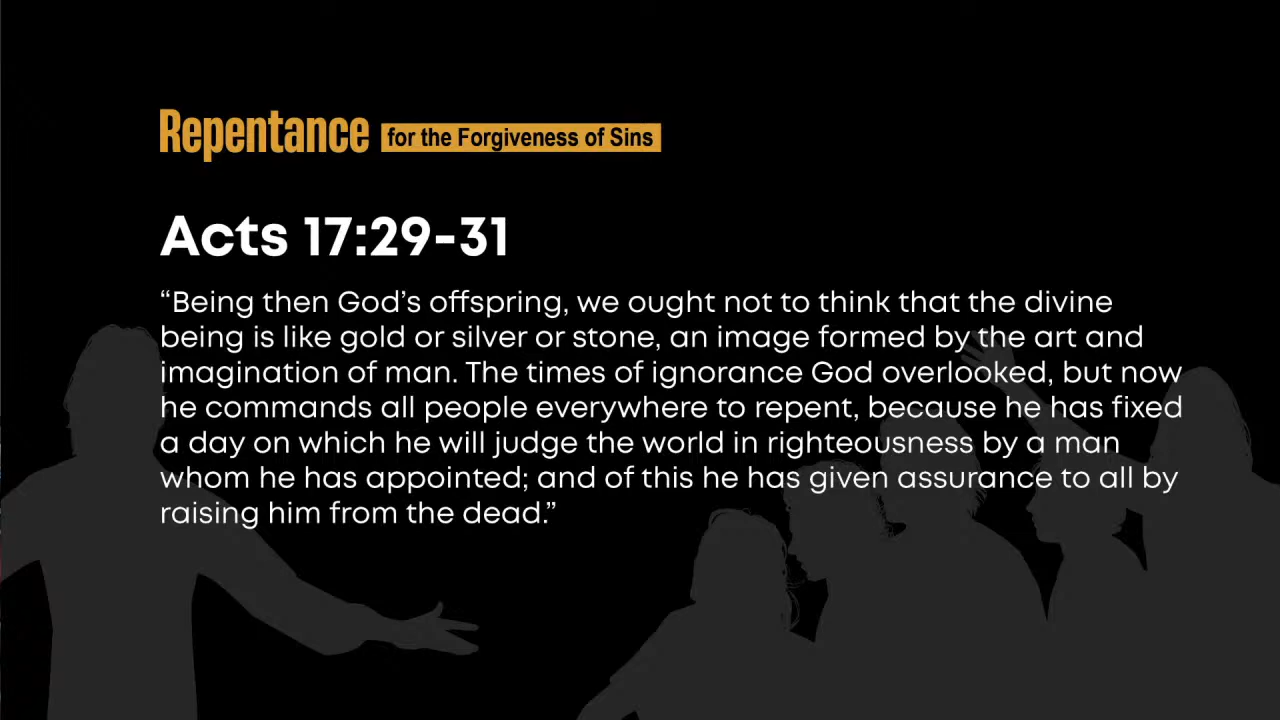 Repentance for the Forgiveness of Sins
Acts 17:29-31
“Being then God’s offspring, we ought not to think that the divine
being is like gold or silver or stone, an image formed by the art and
imagination of man. The times of ignorance God overlooked, but now
he commands all people everywhere to repent, because he has fixed
a day on which he will judge the world in righteousness by a man
whom he has appointed; and of this he has given assurance to all by
raising him from the dead.”